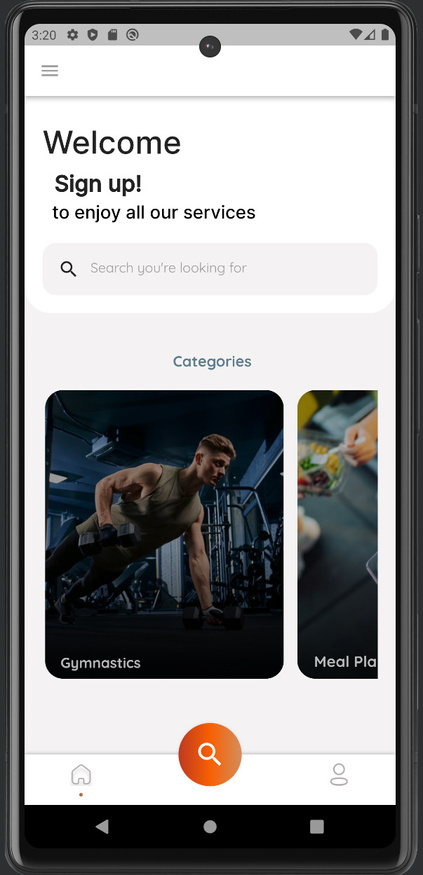 3:20
Welcome
Sign up!
to enjoy all our services
Search you're looking for
Categories
Gymnastics
Meal Pla